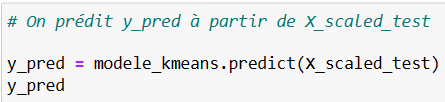 # On prédit y_pred à partir de X_scaled_test
y_pred = modele_kmeans.predict(X_scaled_test)
y_pred